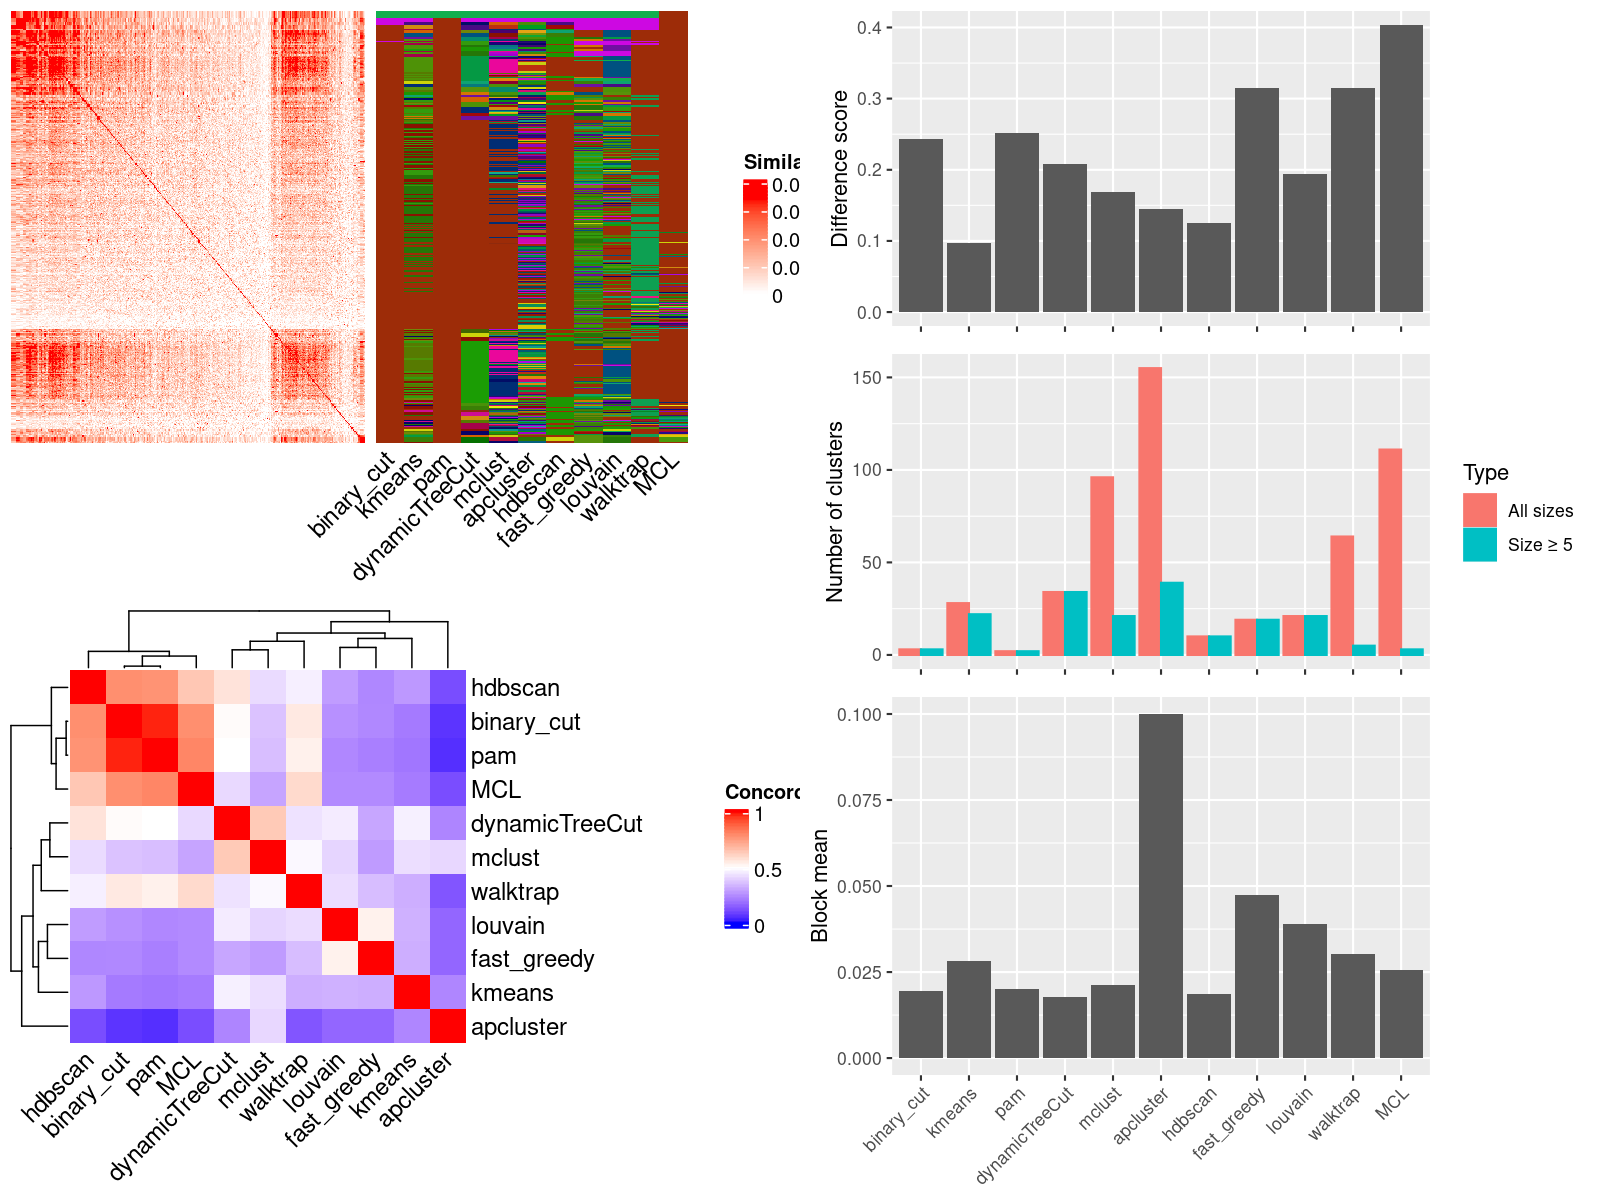 Simila
0.0
0.0
0.0
0.0
0
binary_cut
kmeans
pam
dynamicTreeCut
mclust
apcluster
hdbscan
fast_greedy
louvain
walktrap
MCL
hdbscan
binary_cut
pam
MCL
dynamicTreeCut
mclust
walktrap
louvain
fast_greedy
kmeans
apcluster
hdbscan
binary_cut
pam
MCL
dynamicTreeCut
mclust
walktrap
louvain
fast_greedy
kmeans
apcluster
Concord
1
0.5
0
Difference score
0.4
0.3
0.2
0.1
0.0
Number of clusters
150
100
50
0
Type
All sizes
Size ≥ 5
Block mean
0.100
0.075
0.050
0.025
0.000
binary_cut
kmeans
pam
dynamicTreeCut
mclust
apcluster
hdbscan
fast_greedy
louvain
walktrap
MCL